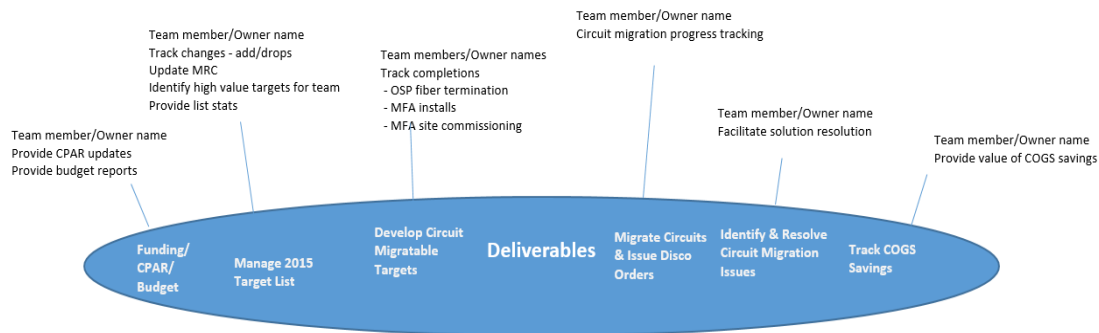 Team member/Owner name
Provide CPAR updates
Provide budget reports
Team member/Owner name
Track changes - add/drops
Update MRC
Identify high value targets for team
Provide list stats
Team members/Owner names
Track completions
- OSP fiber termination
- MFA installs
- MFA site commissioning
Team member/Owner name
Circuit migration progress tracking
Team member/Owner name
Facilitate solution resolution
Team member/Owner name
Provide value of COGS savings
Funding/
CPAR/
Budget
Manage 2015
Target List
Develop Circuit
Migratable
Targets
Deliverables
Migrate Circuits
& Issue Disco
Orders
Identify & Resolve
Circuit Migration
Issues
Track COGS
Savings